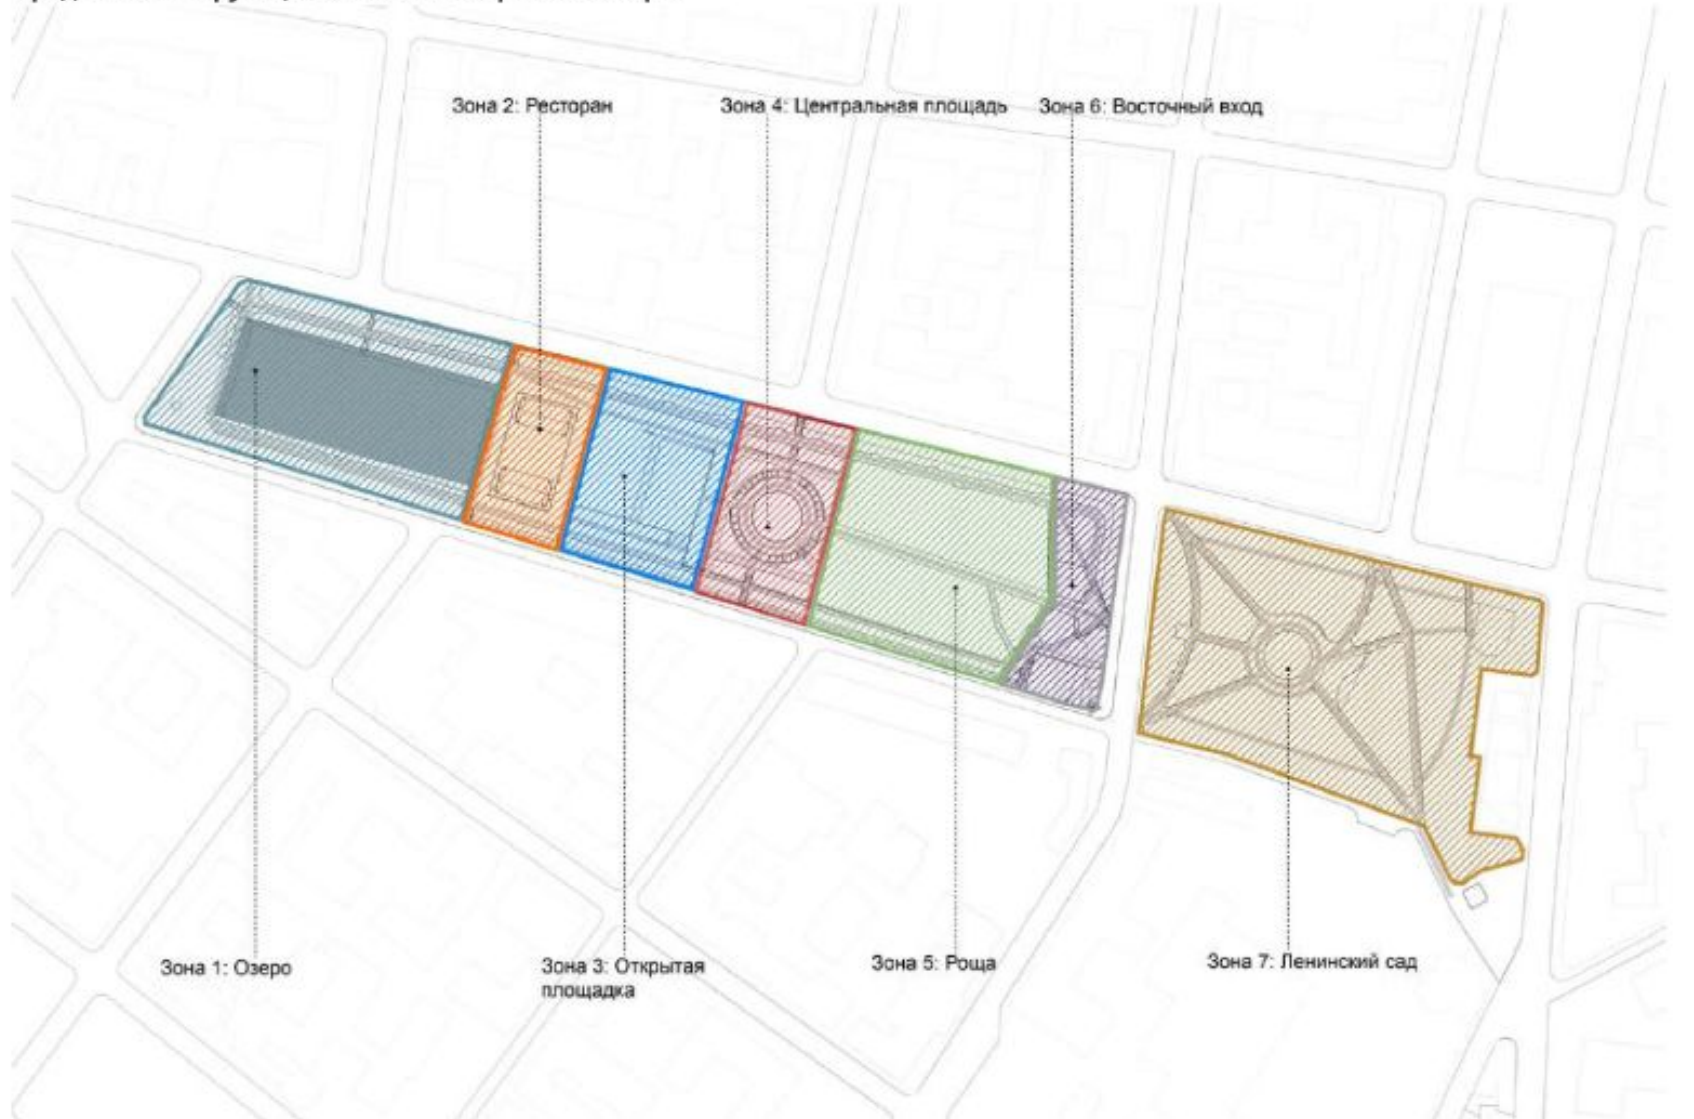 Зона 2: Ресторан
Зона 4: Центральная площадь
Зона 6: Восточный вход
Зона 1: Озеро
Зона 3: Открытая
площадка
Зона 5: Роща
Зона 7: Ленинский сад